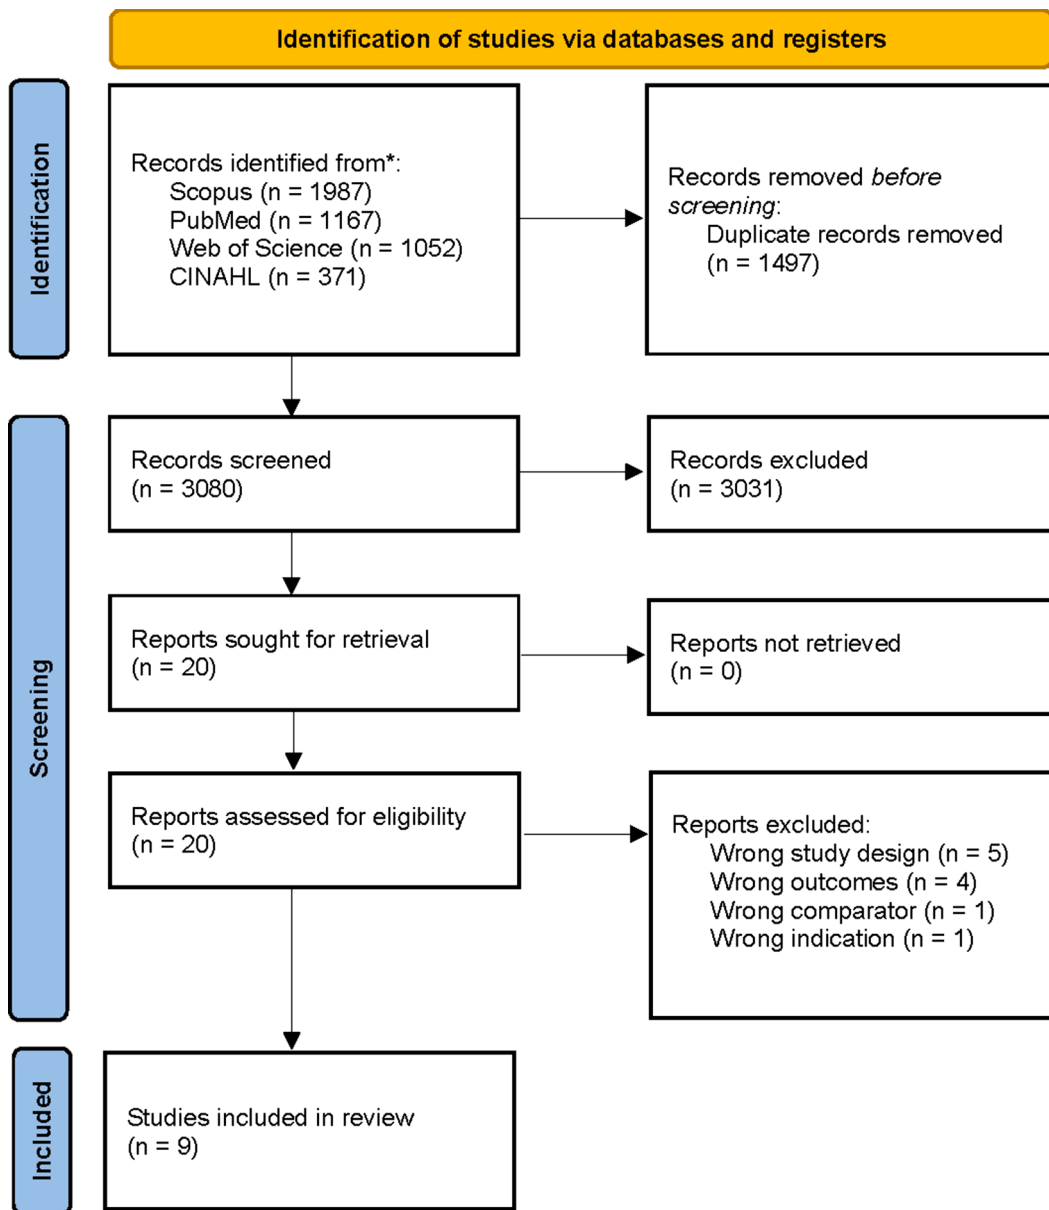 Identification of studies via databases and registers
Identification
Records identified from*:
Scopus (n = 1987)
PubMed (n = 1167)
Web of Science (n = 1052)
CINAHL (n = 371)
Records removed before
screening:
Duplicate records removed
(n = 1497)
Screening
Records screened
(n = 3080)
Records excluded
(n = 3031)
Reports sought for retrieval
(n = 20)
Reports not retrieved
(n = 0)
Reports assessed for eligibility
(n = 20)
Reports excluded:
Wrong study design (n = 5)
Wrong outcomes (n = 4)
Wrong comparator (n = 1)
Wrong indication (n = 1)
Included
Studies included in review
(n = 9)